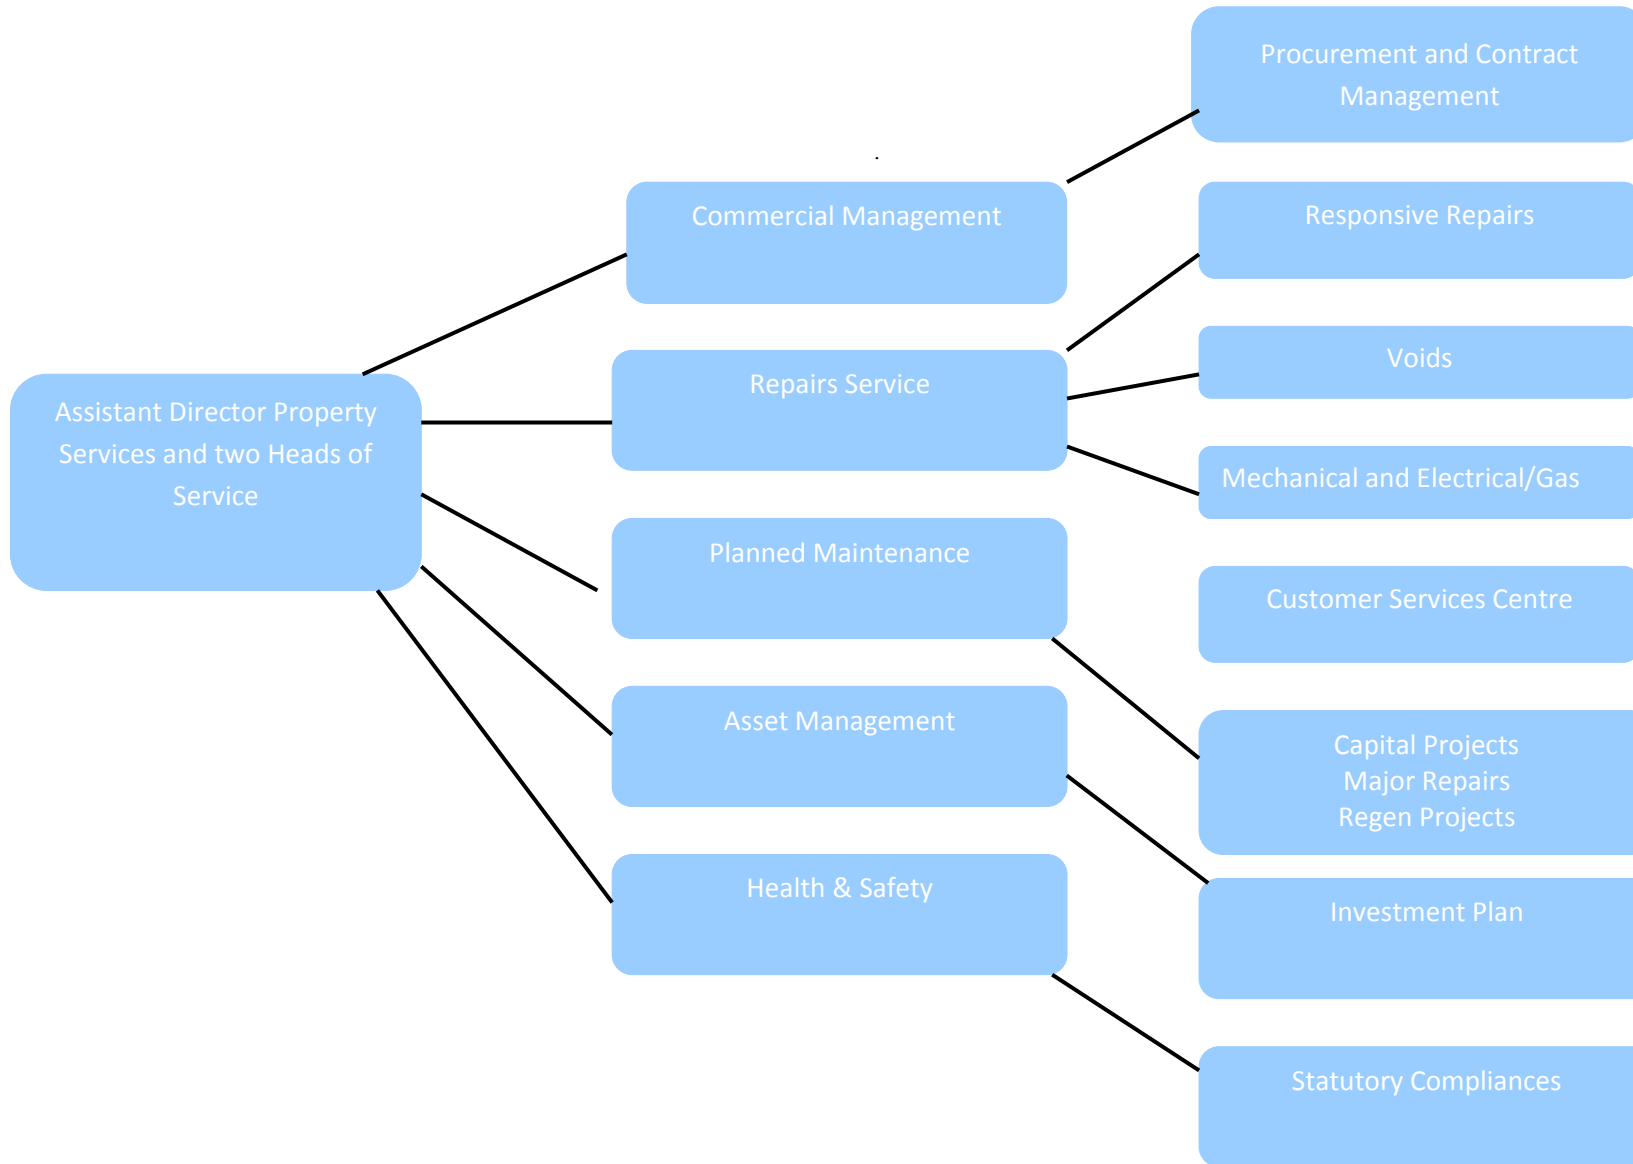 Procurement and Contract
Management
.
Commercial Management
Responsive Repairs
Repairs Service
Voids
Assistant Director Property
Services and two Heads of
Service
Mechanical and Electrical/Gas
Planned Maintenance
Customer Services Centre
Asset Management
Capital Projects
Major Repairs
Regen Projects
Health & Safety
Investment Plan
Statutory Compliances